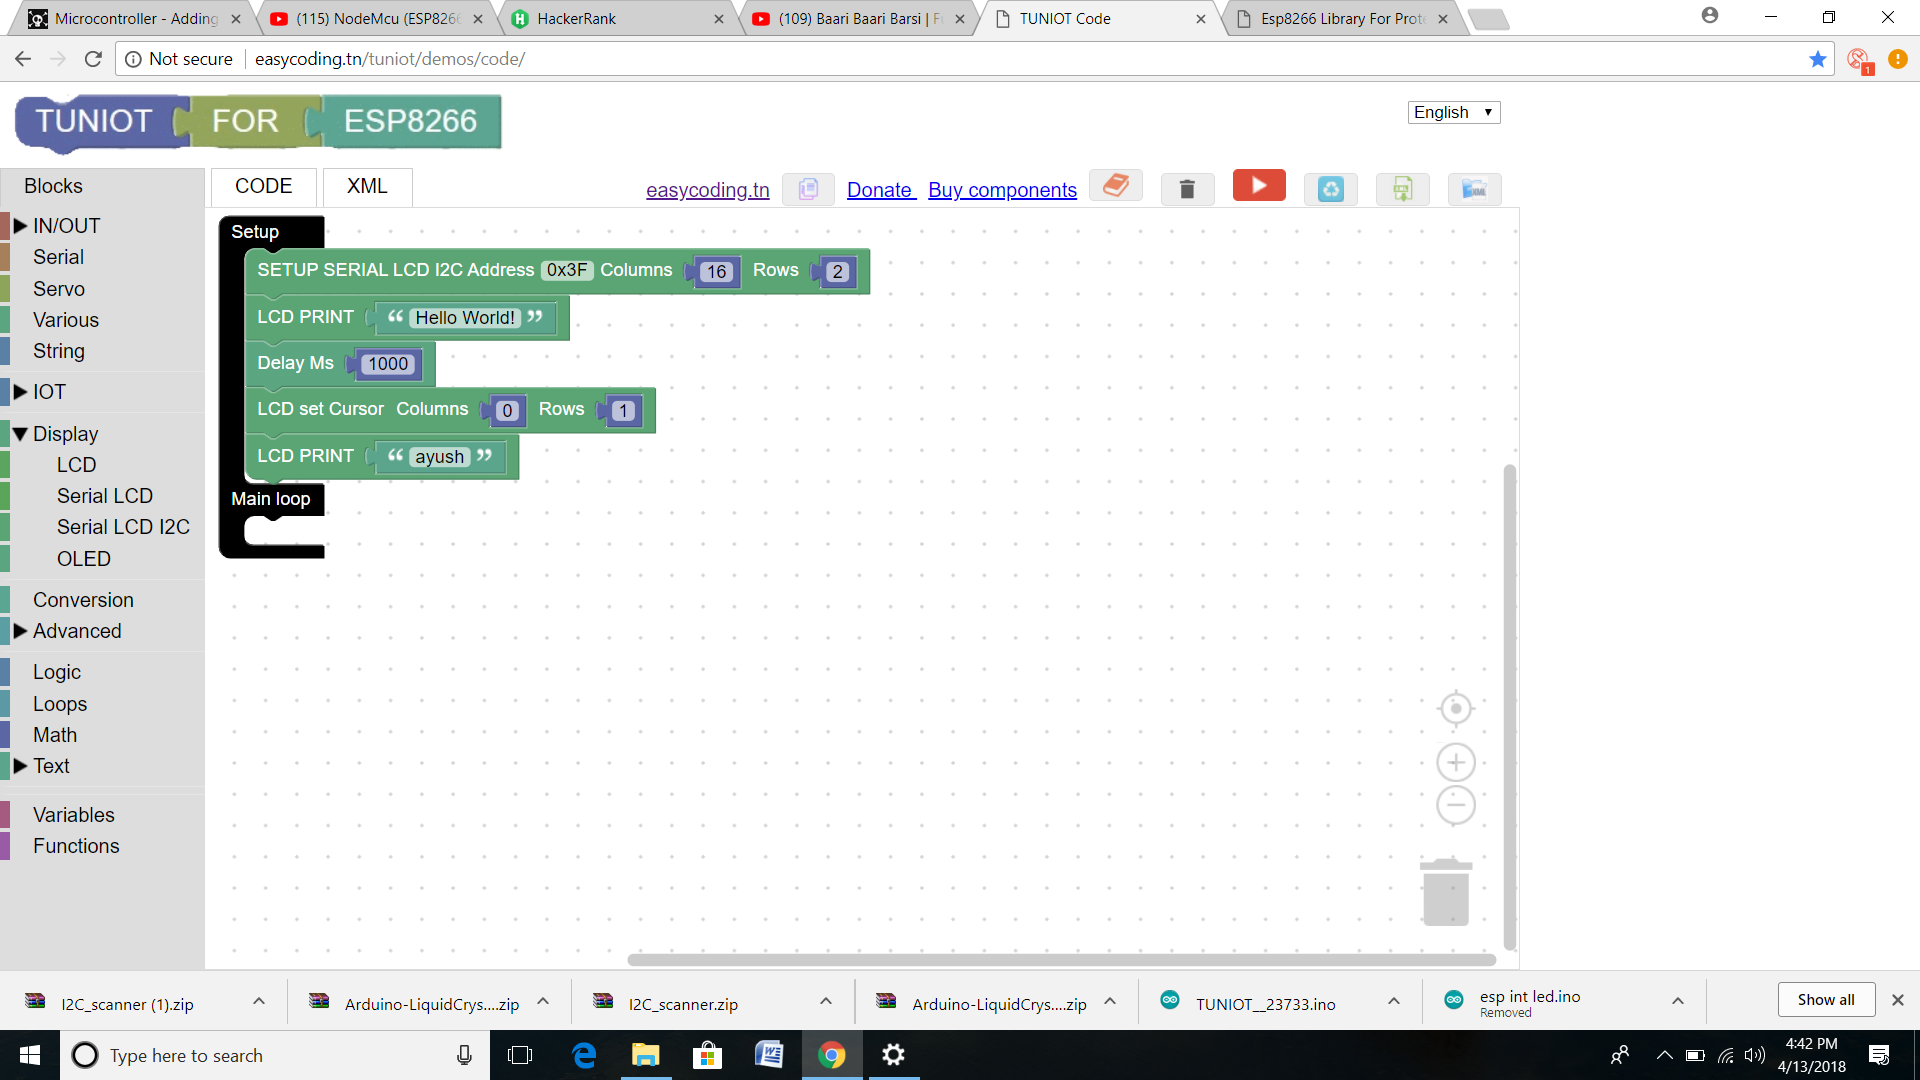 Microcontroller - Adding
(115) NodeMcu (ESP8266
HackerRank
(109) Baari Baari Barsi | Fu
TUNIOT Code
Esp8266 Library For Prote
Not secure easycoding.tn/tuniot/demos/code/
1
TUNIOT FOR ESP8266
English
Blocks
CODE XML
easycoding.tn Donate Buy components
XML
IN/OUT
Serial
Servo
Various
String
IOT
Display
LCD
Serial LCD
Serial LCD I2C
OLED
Conversion
Advanced
Logic
Loops
Math
Text
Variables
Functions
Setup
SETUP SERIAL LCD I2C Address 0x3F Columns 16 Rows 2
LCD PRINT “ Hello World! ”
Delay Ms 1000
LCD set Cursor Columns 0 Rows 1
LCD PRINT “ ayush ”
Main loop
I2C_scanner (1).zip
Arduino-LiquidCrys....zip
I2C_scanner.zip
Arduino-LiquidCrys....zip
TUNIOT__23733.ino
esp int led.ino
Removed
Show all
Type here to search
4:42 PM
4/13/2018